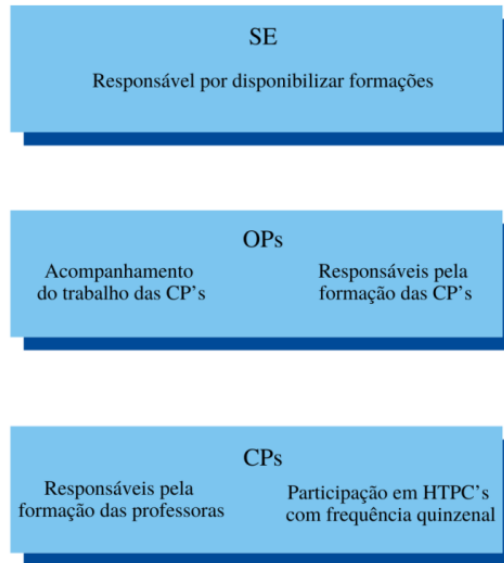 SE
Responsável por disponibilizar formações
OPs
Acompanhamento
do trabalho das CP’s
Responsáveis pela
formação das CP’s
CPs
Responsáveis pela
formação das professoras
Participação em HTPC’s
com frequência quinzenal